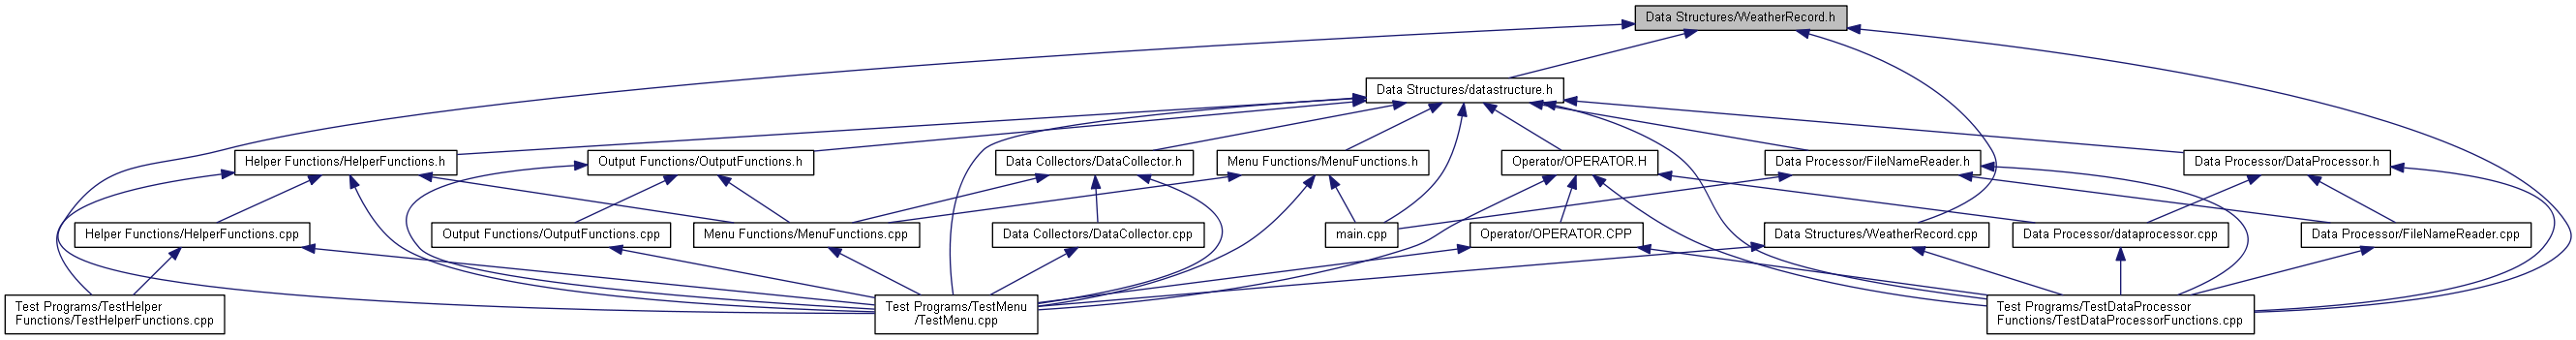 Data Structures/WeatherRecord.h
Data Structures/datastructure.h
Helper Functions/HelperFunctions.h
Output Functions/OutputFunctions.h
Data Collectors/DataCollector.h
Menu Functions/MenuFunctions.h
Operator/OPERATOR.H
Data Processor/FileNameReader.h
Data Processor/DataProcessor.h
Helper Functions/HelperFunctions.cpp
Output Functions/OutputFunctions.cpp
Menu Functions/MenuFunctions.cpp
Data Collectors/DataCollector.cpp
main.cpp
Operator/OPERATOR.CPP
Data Structures/WeatherRecord.cpp
Data Processor/dataprocessor.cpp
Data Processor/FileNameReader.cpp
Test Programs/TestHelper
Functions/TestHelperFunctions.cpp
Test Programs/TestMenu
/TestMenu.cpp
Test Programs/TestDataProcessor
Functions/TestDataProcessorFunctions.cpp